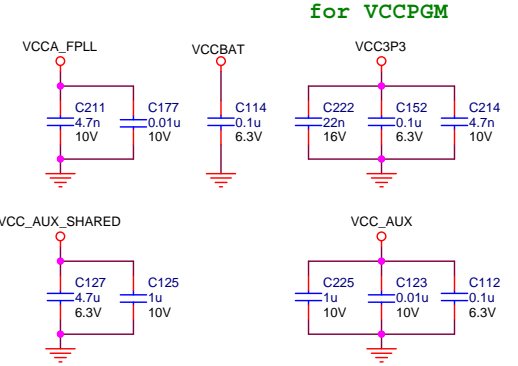 for VCCPGM
VCCA_FPLL
VCCBAT
VCC3P3
C211
4.7n
10V
C177
0.01u
10V
C114
0.1u
6.3V
C222
22n
16V
C152
0.1u
6.3V
C214
4.7n
10V
VCC_AUX_SHARED
VCC_AUX
C127
4.7u
6.3V
C125
1u
10V
C225
1u
10V
C123
0.01u
10V
C112
0.1u
6.3V